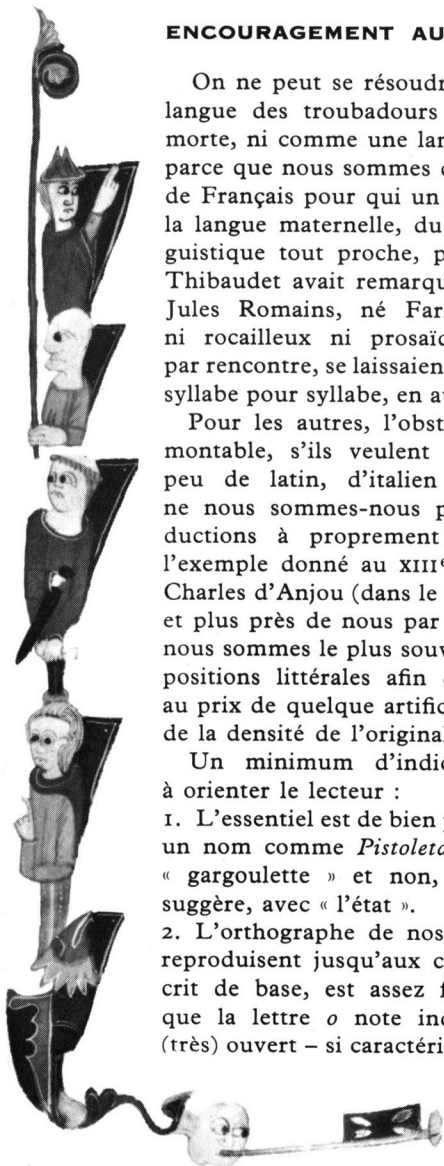 ENCOURAGEMENT AU
On ne peut se résoudr
langue des troubadours
morte, ni comme une lan
parce que nous sommes
de Français pour qui un
la langue maternelle, du
guistique tout proche, p
Thibaudet avait remarqu
Jules Romains, né Far
ni rocailleux ni prosaïc
par rencontre, se laissaien
syllabe pour syllabe, en a
Pour les autres, l'obst
montable, s'ils veulent
peu de latin, d'italien
ne nous sommes-nous p
ductions à proprement
l'exemple donné au XIIIe
Charles d'Anjou (dans le
et plus près de nous par
nous sommes le plus souv
positions littérales afin
au prix de quelque artific
de la densité de l'original
Un minimum d'indic
à orienter le lecteur :
1. L'essentiel est de bien
un nom comme Pistoleta
« gargoulette » et non,
suggère, avec « l'état ».
2. L'orthographe de nos
reproduisent jusqu'aux c
crit de base, est assez f
que la lettre o note in
(très) ouvert – si caractéri